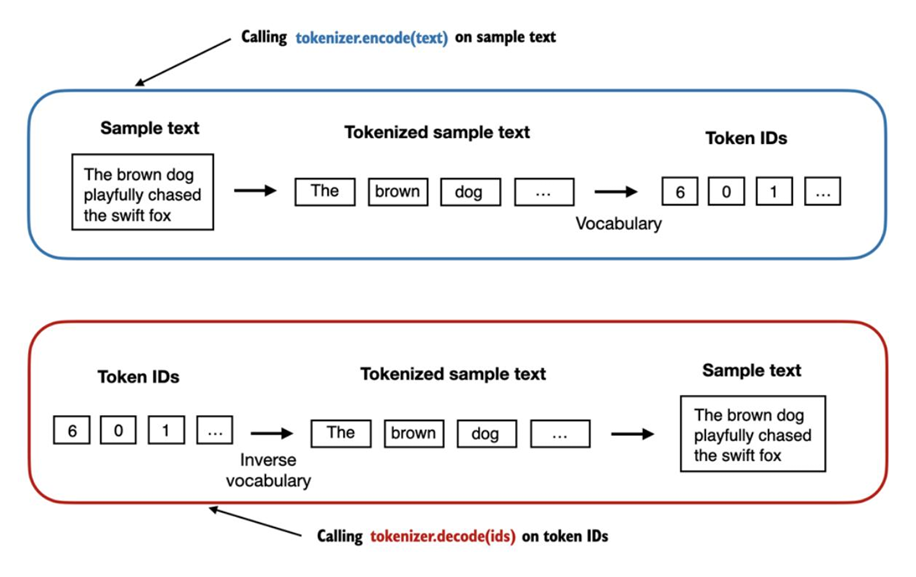 Calling tokenizer.encode(text) on sample text
Sample text
Tokenized sample text
Token IDs
The brown dog
playfully chased
the swift fox
The brown dog ...
6 0 1 ...
Vocabulary
Token IDs
Tokenized sample text
Sample text
6 0 1 ...
The brown dog ...
The brown dog
playfully chased
the swift fox
Inverse
vocabulary
Calling tokenizer.decode(ids) on token IDs